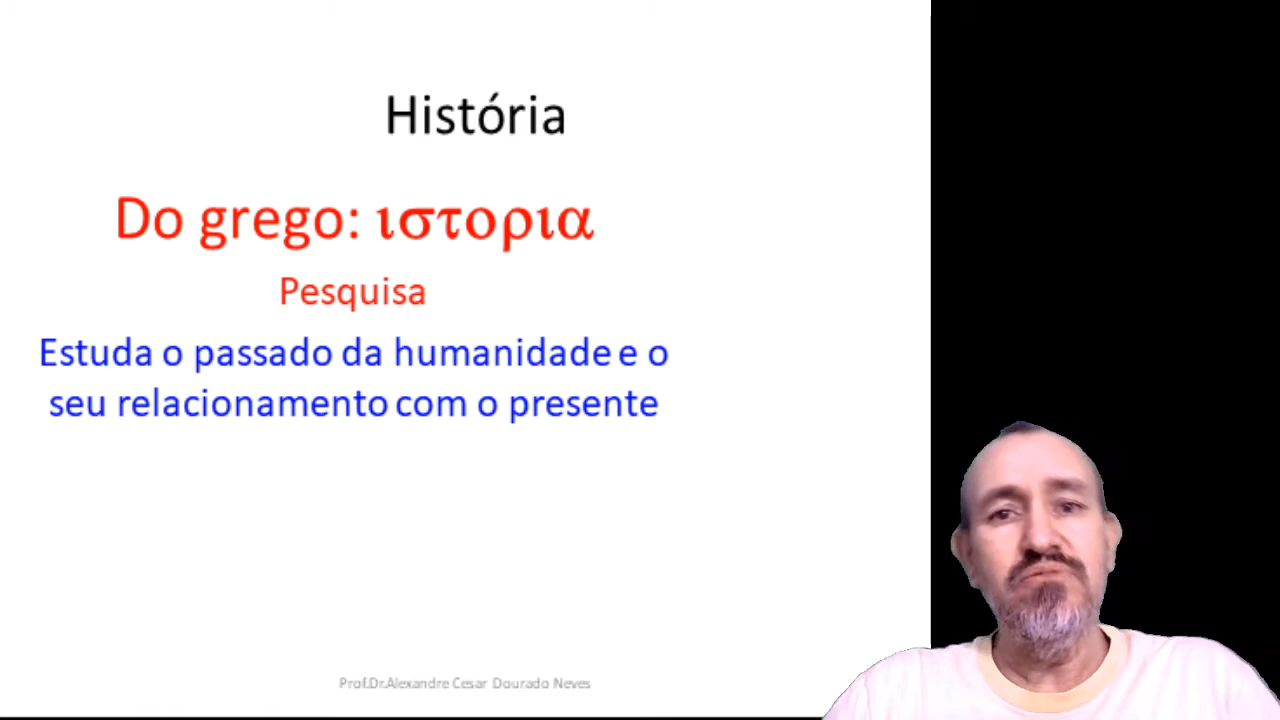 História
Do grego: ιστορια
Pesquisa
Estuda o passado da humanidade e o
seu relacionamento com o presente
Prof.Dr.Alexandre Cesar Dourado Neves